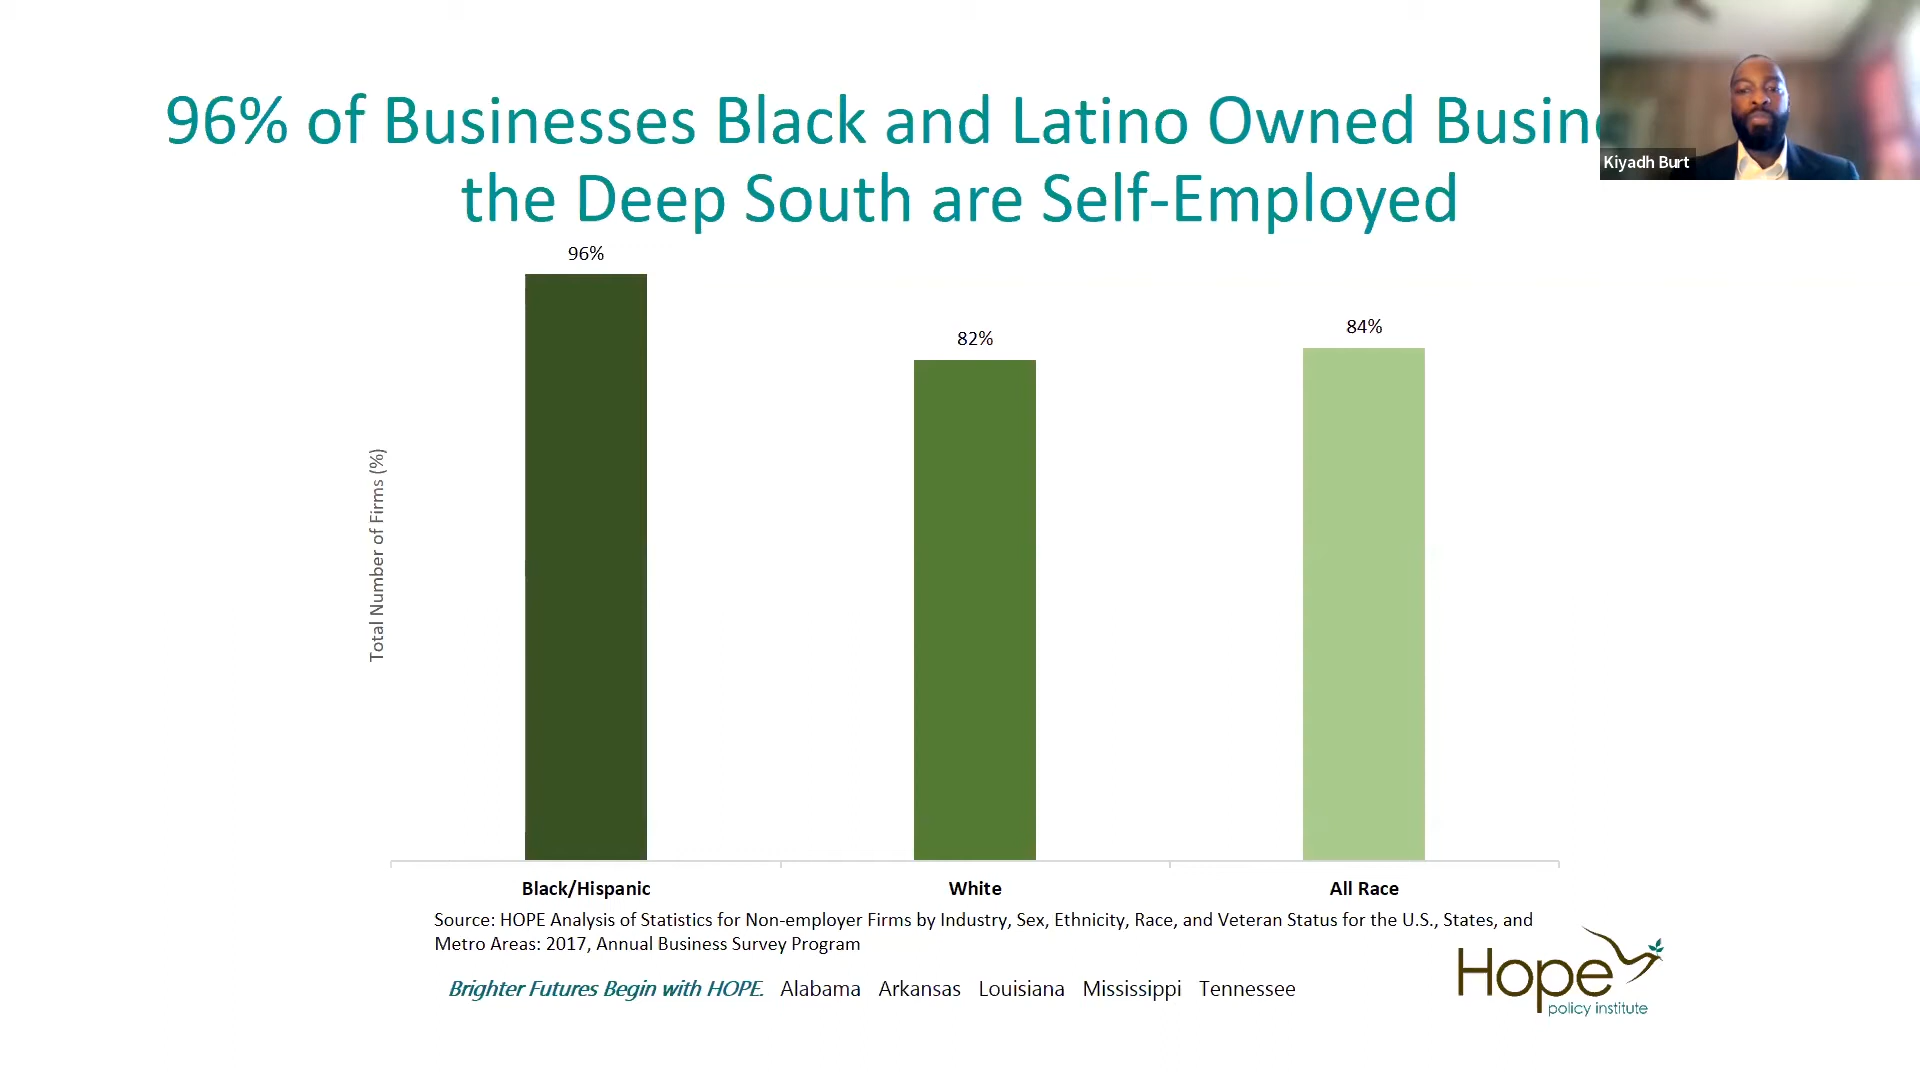 96% of Businesses Black and Latino Owned Busin
the Deep South are Self-Employed
Kiyadh Burt
96%
82%
84%
Total Number of Firms (%)
Black/Hispanic
White
All Race
Source: HOPE Analysis of Statistics for Non-employer Firms by Industry, Sex, Ethnicity, Race, and Veteran Status for the U.S., States, and
Metro Areas: 2017, Annual Business Survey Program
Brighter Futures Begin with HOPE. Alabama Arkansas Louisiana Mississippi Tennessee
Hope
policy institute